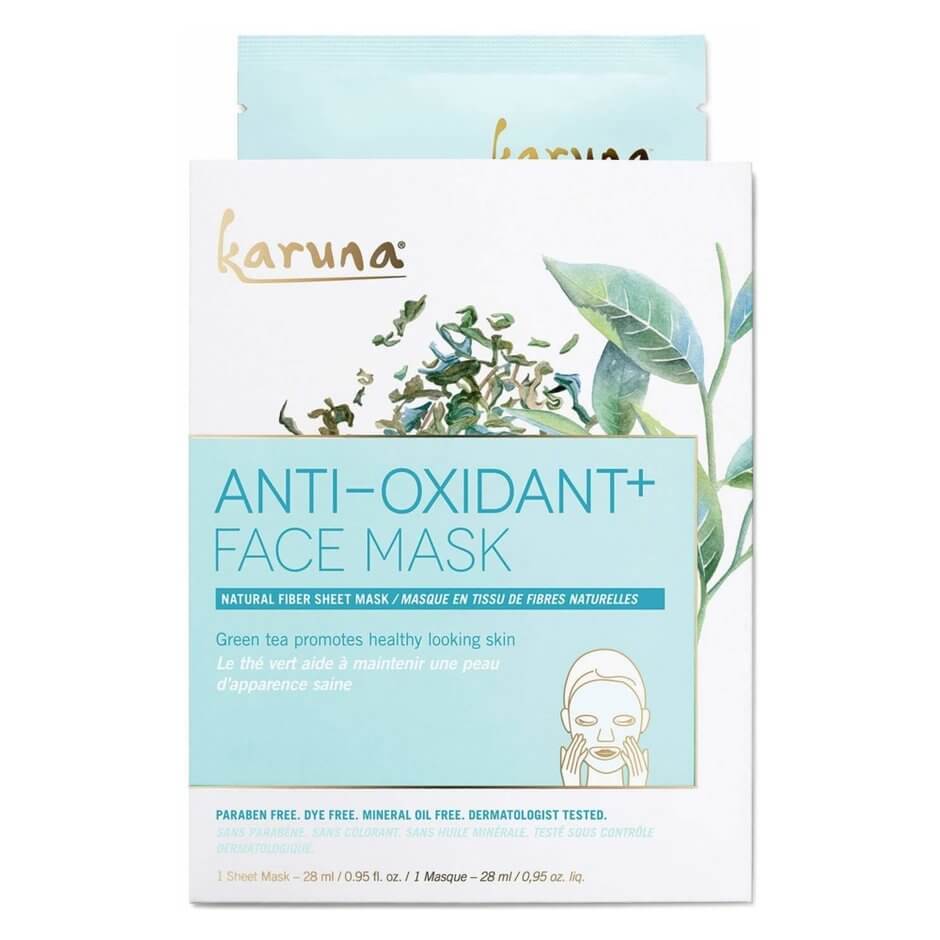 karuna™
karuna®
ANTI–OXIDANT+
FACE MASK
NATURAL FIBER SHEET MASK / MASQUE EN TISSU DE FIBRES NATURELLES
Green tea promotes healthy looking skin
Le thé vert aide à maintenir une peau
d'apparence saine
PARABEN FREE. DYE FREE. MINERAL OIL FREE. DERMATOLOGIST TESTED.
SANS PARABÈNE. SANS COLORANT. SANS HUILE MINÉRALE. TESTÉ SOUS CONTRÔLE
DERMATOLOGIQUE.
1 Sheet Mask – 28 ml / 0.95 fl. oz. / 1 Masque – 28 ml / 0,95 oz. liq.